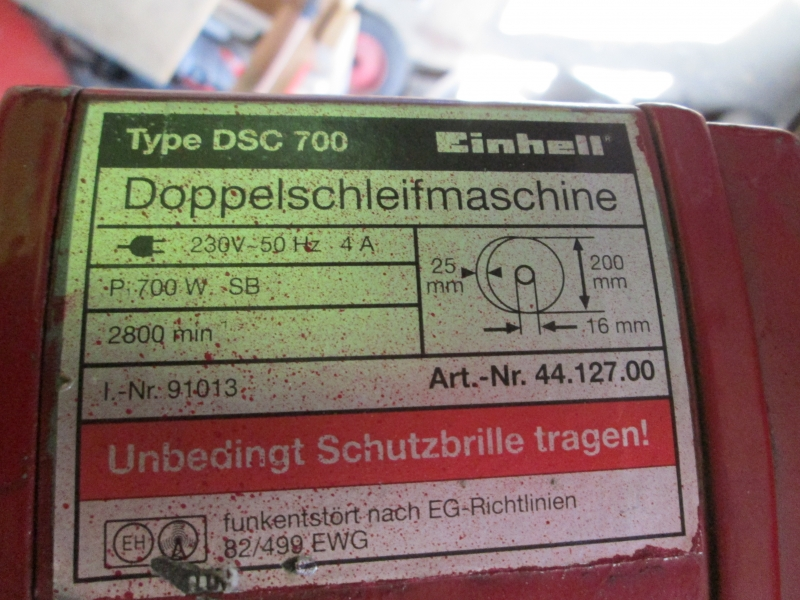 Type DSC 700 Einhell
Doppelschleifmaschine
230V~50 Hz 4 A
P. 700 W SB
2800 min
25 mm
200 mm
16 mm
I.-Nr. 91013
Art.-Nr. 44.127.00
Unbedingt Schutzbrille tragen!
EH
funkentstört nach EG-Richtlinien
82/499 EWG